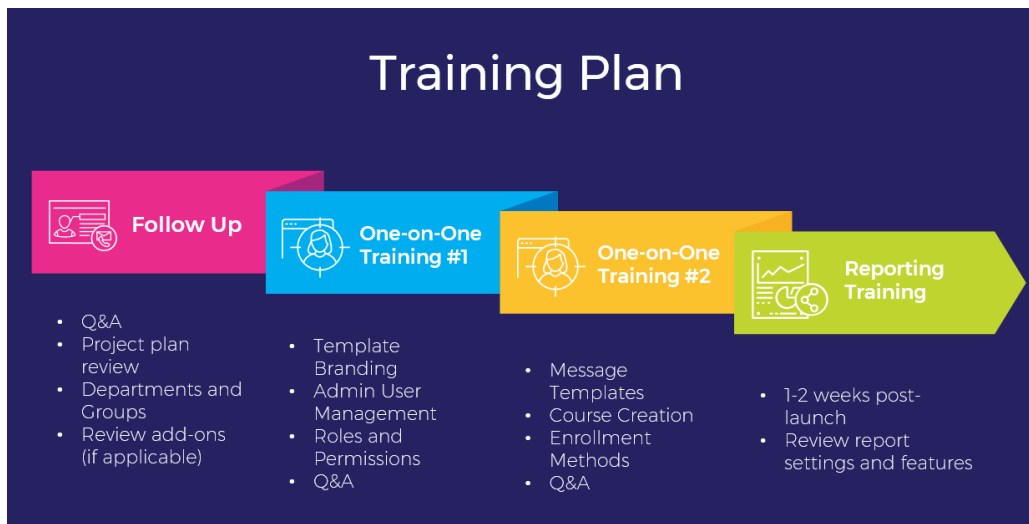 Training Plan
Follow Up
• Q&A
• Project plan
review
• Departments and
Groups
• Review add-ons
(if applicable)
One-on-One
Training #1
• Template
Branding
• Admin User
Management
• Roles and
Permissions
• Q&A
One-on-One
Training #2
• Message
Templates
• Course Creation
• Enrollment
Methods
• Q&A
Reporting
Training
• 1-2 weeks post-
launch
• Review report
settings and features